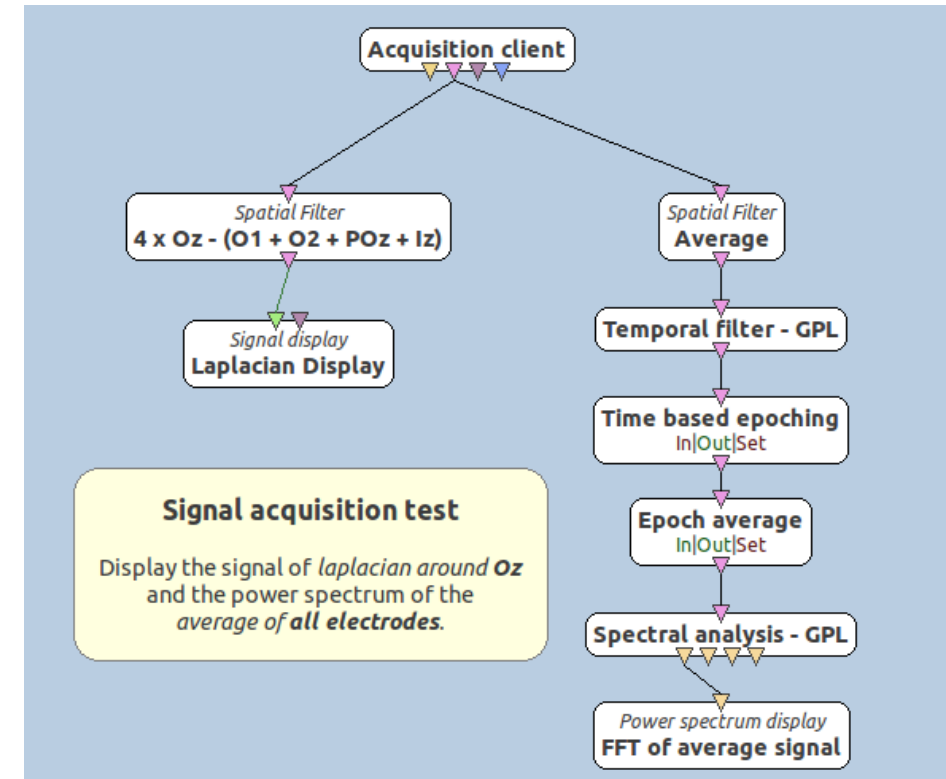 Acquisition client
Spatial Filter
4 x Oz - (O1 + O2 + POz + Iz)
Signal display
Laplacian Display
Spatial Filter
Average
Temporal filter - GPL
Time based epoching
In|Out|Set
Epoch average
In|Out|Set
Spectral analysis - GPL
Power spectrum display
FFT of average signal
Signal acquisition test
Display the signal of laplacian around Oz
and the power spectrum of the
average of all electrodes.